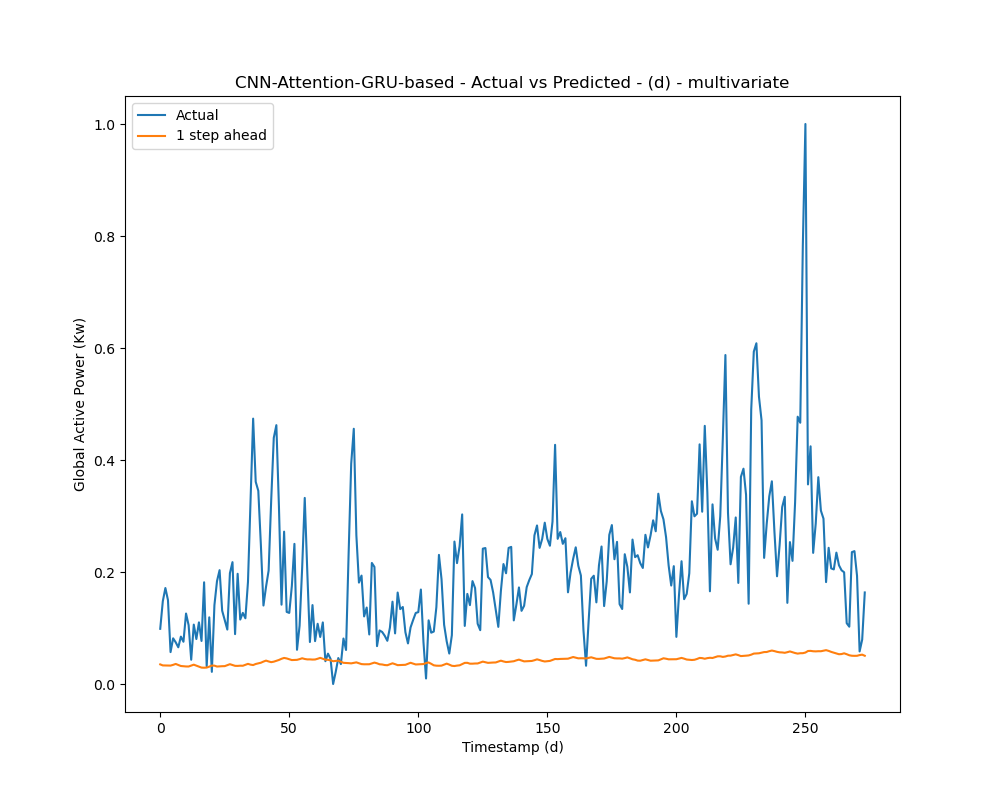 CNN-Attention-GRU-based - Actual vs Predicted - (d) - multivariate
Actual
1 step ahead
Global Active Power (Kw)
1.0
0.8
0.6
0.4
0.2
0.0
0 50 100 150 200 250
Timestamp (d)